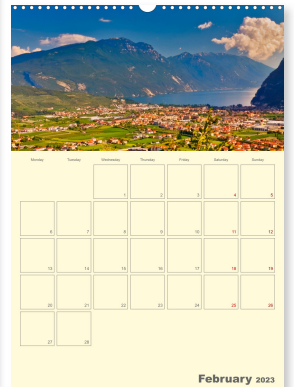 Monday Tuesday Wednesday Thursday Friday Saturday Sunday
1 2 3 4 5
6 7 8 9 10 11 12
13 14 15 16 17 18 19
20 21 22 23 24 25 26
27 28
February 2023